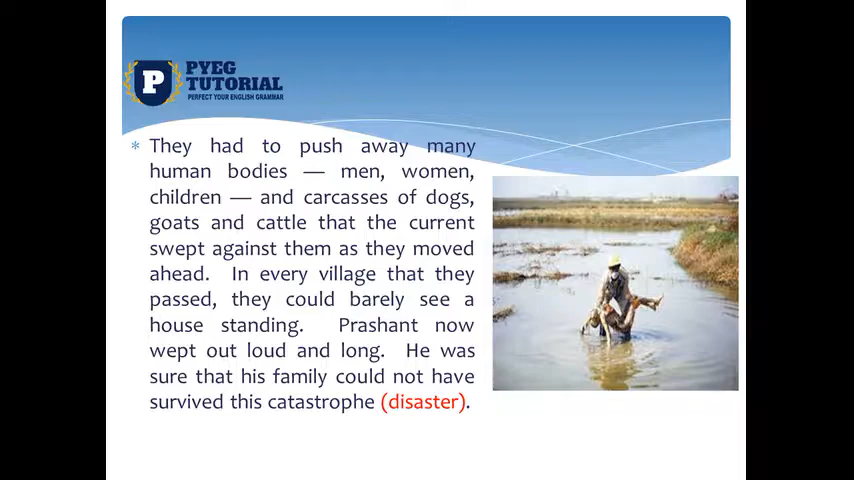 P
PYEG
TUTORIAL
PERFECT YOUR ENGLISH GRAMMAR
* They had to push away many
human bodies — men, women,
children — and carcasses of dogs,
goats and cattle that the current
swept against them as they moved
ahead. In every village that they
passed, they could barely see a
house standing. Prashant now
wept out loud and long. He was
sure that his family could not have
survived this catastrophe (disaster).